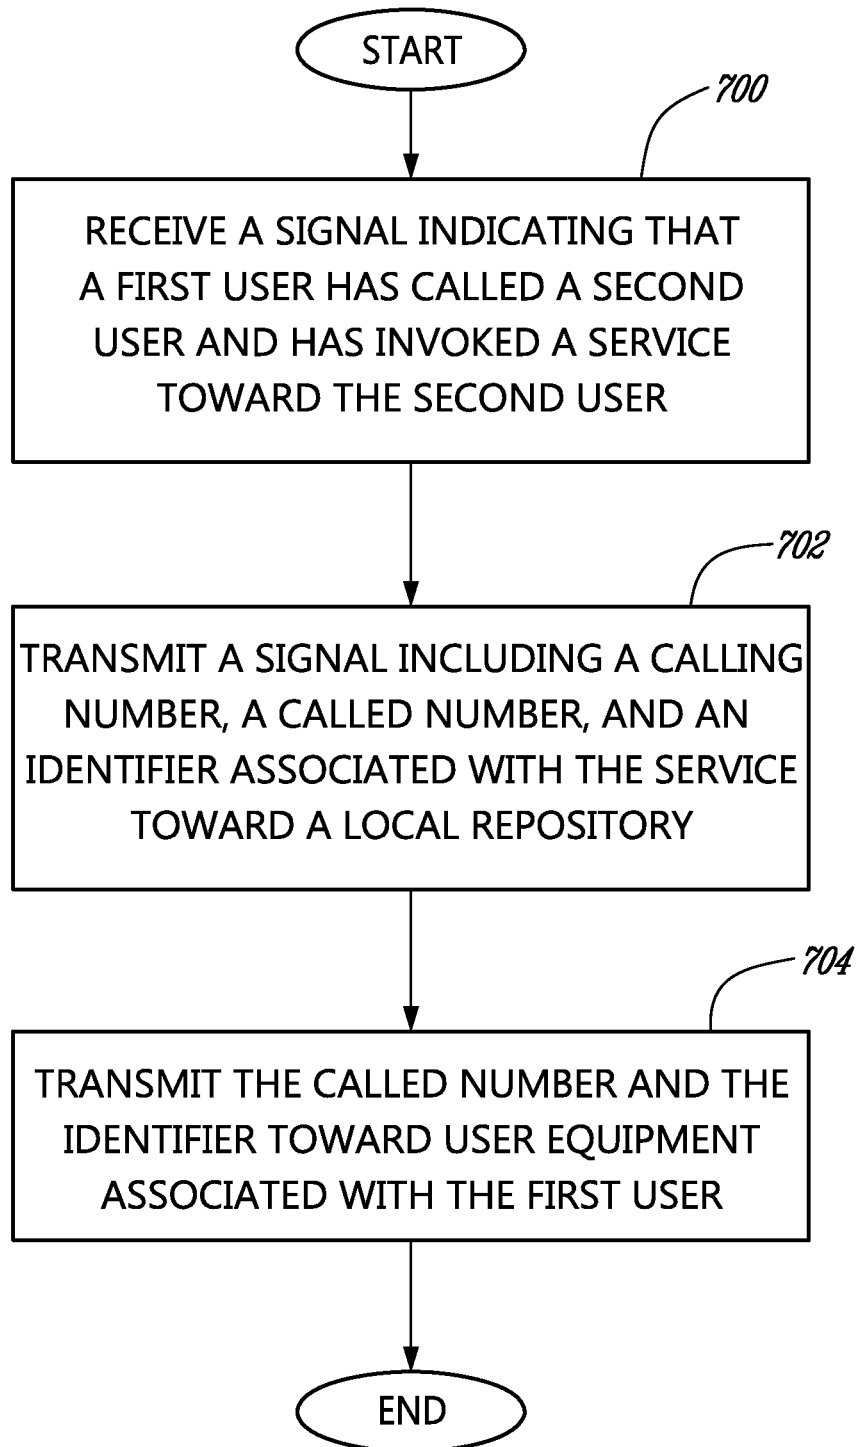 START
700
RECEIVE A SIGNAL INDICATING THAT
A FIRST USER HAS CALLED A SECOND
USER AND HAS INVOKED A SERVICE
TOWARD THE SECOND USER
702
TRANSMIT A SIGNAL INCLUDING A CALLING
NUMBER, A CALLED NUMBER, AND AN
IDENTIFIER ASSOCIATED WITH THE SERVICE
TOWARD A LOCAL REPOSITORY
704
TRANSMIT THE CALLED NUMBER AND THE
IDENTIFIER TOWARD USER EQUIPMENT
ASSOCIATED WITH THE FIRST USER
END